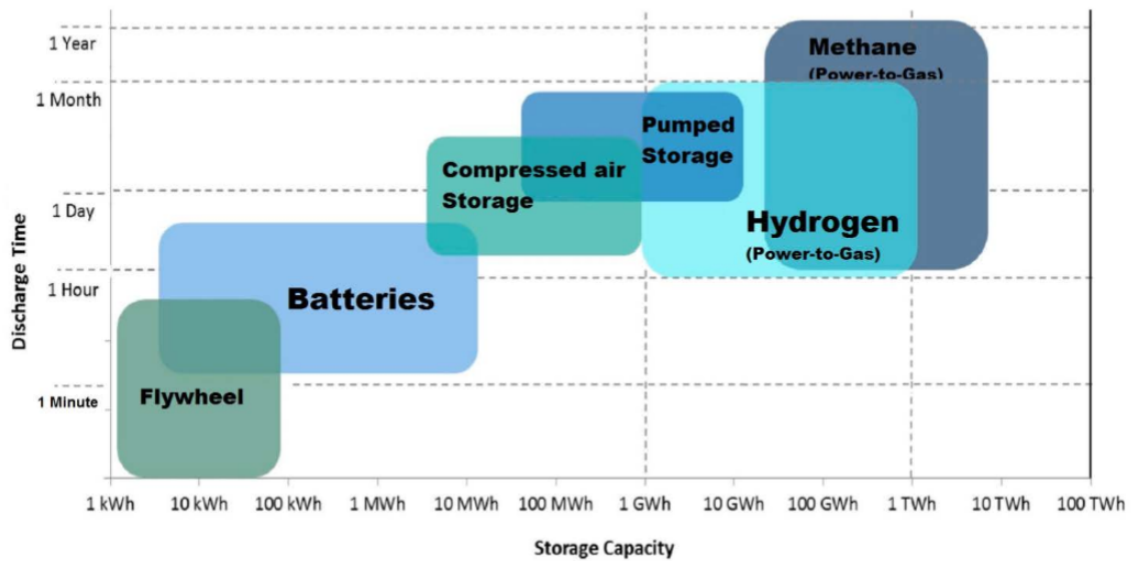 1 Year
1 Month
1 Day
1 Hour
1 Minute
Discharge Time
Methane
(Power-to-Gas)
Pumped
Storage
Compressed air
Storage
Hydrogen
(Power-to-Gas)
Batteries
Flywheel
1 kWh 10 kWh 100 kWh 1 MWh 10 MWh 100 MWh 1 GWh 10 GWh 100 GWh 1 TWh 10 TWh 100 TWh
Storage Capacity